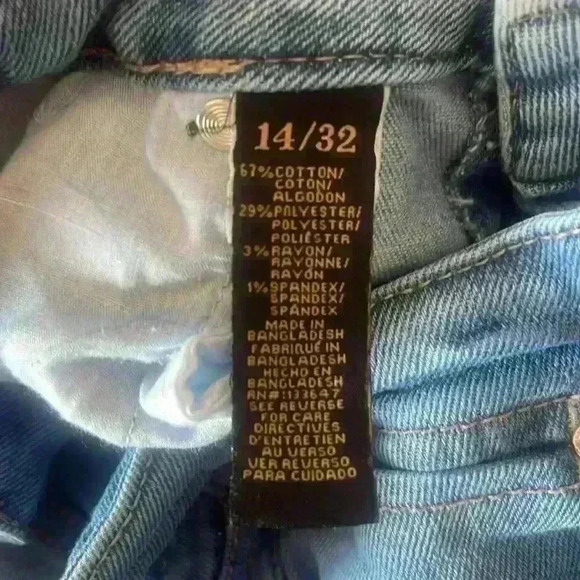 14/32
67%COTTON/
COTON/
ALGODON
29%POLYESTER/
POLYESTER/
POLIÉSTER
3%RAYON/
RAYONNE/
RAYÓN
1%SPANDEX/
SPANDEX/
SPANDEX
MADE IN
BANGLADESH
FABRIQUÉ IN
BANGLADESH
HECHO EN
BANGLADESH
RN#:133647
SEE REVERSE
FOR CARE
DIRECTIVES
D'ENTRETIEN
AU VERSO
VER REVERSO
PARA CUIDADO